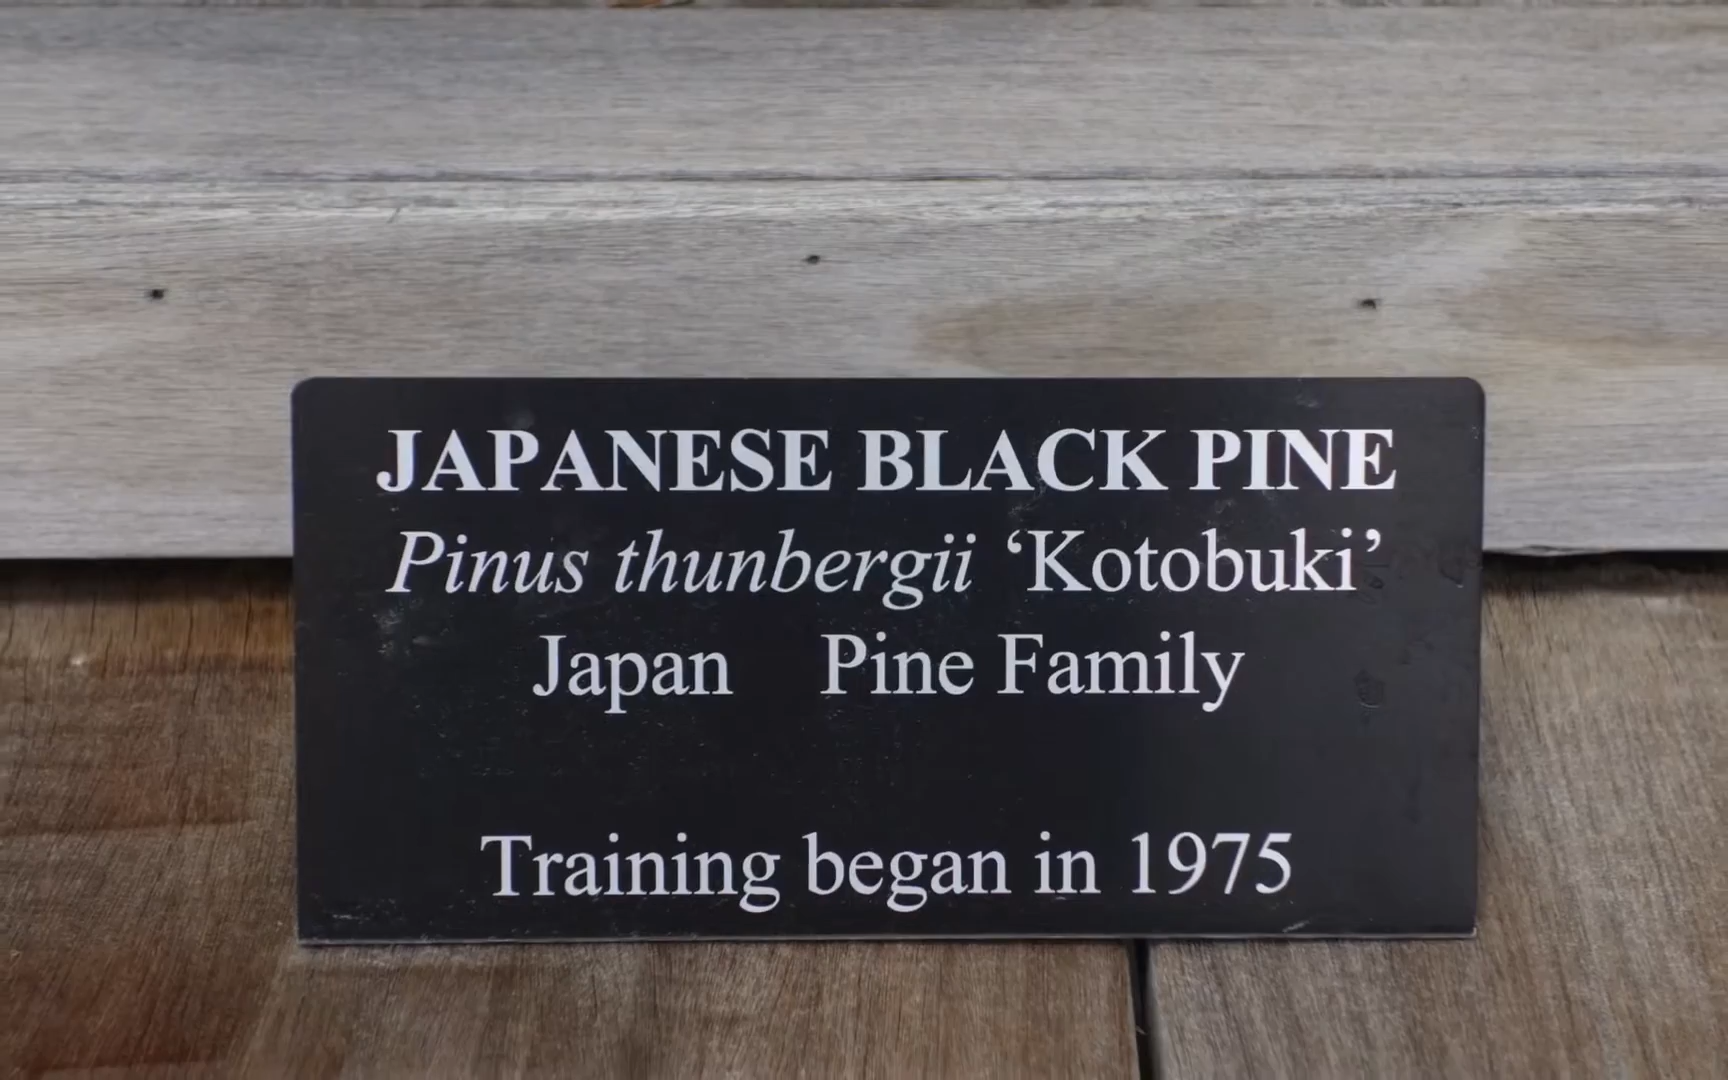 JAPANESE BLACK PINE
Pinus thunbergii ‘Kotobuki’
Japan Pine Family
Training began in 1975